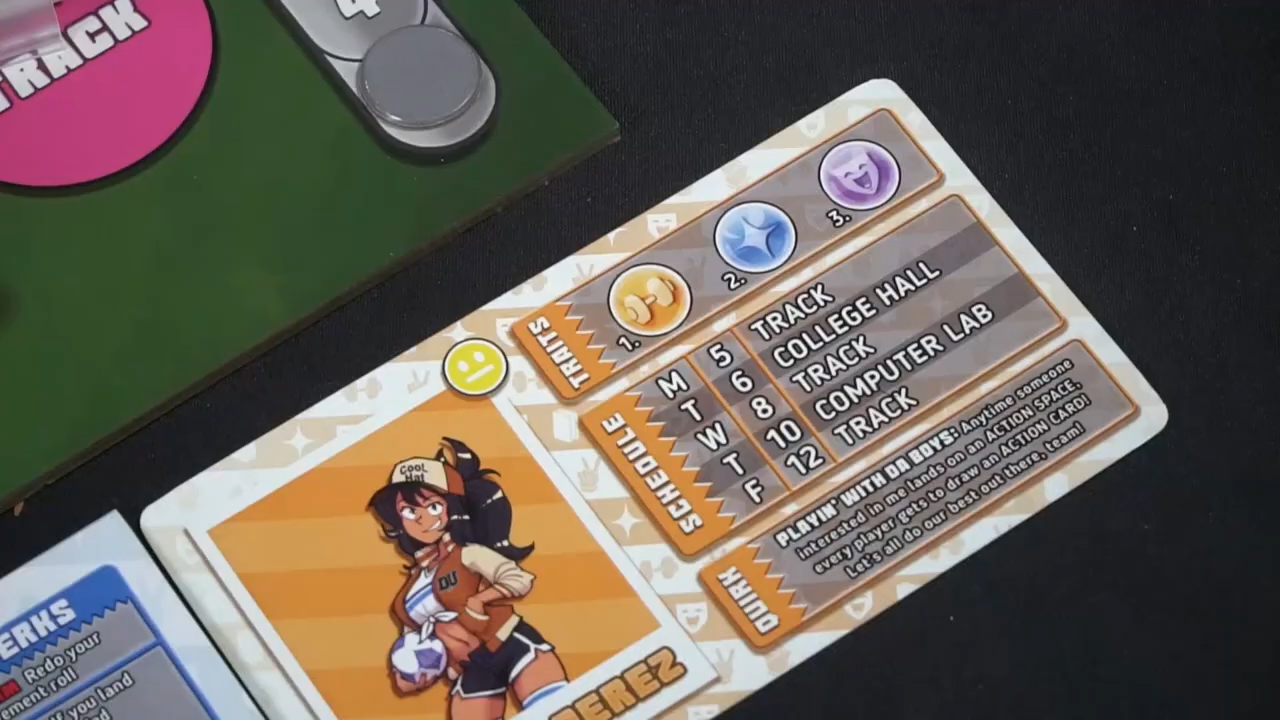 TRACK
4
TRAITS
1.
2.
3.
SCHEDULE
M 5 TRACK
T 6 COLLEGE HALL
W 8 TRACK
T 10 COMPUTER LAB
F 12 TRACK
QUIRK
PLAYIN' WITH DA BOYS: Anytime someone
interested in me lands on an ACTION SPACE,
every player gets to draw an ACTION CARD!
Let's all do our best out there, team!
COOL
Hat
DU
PEREZ
ERKS
Redo your
ement roll
If you land